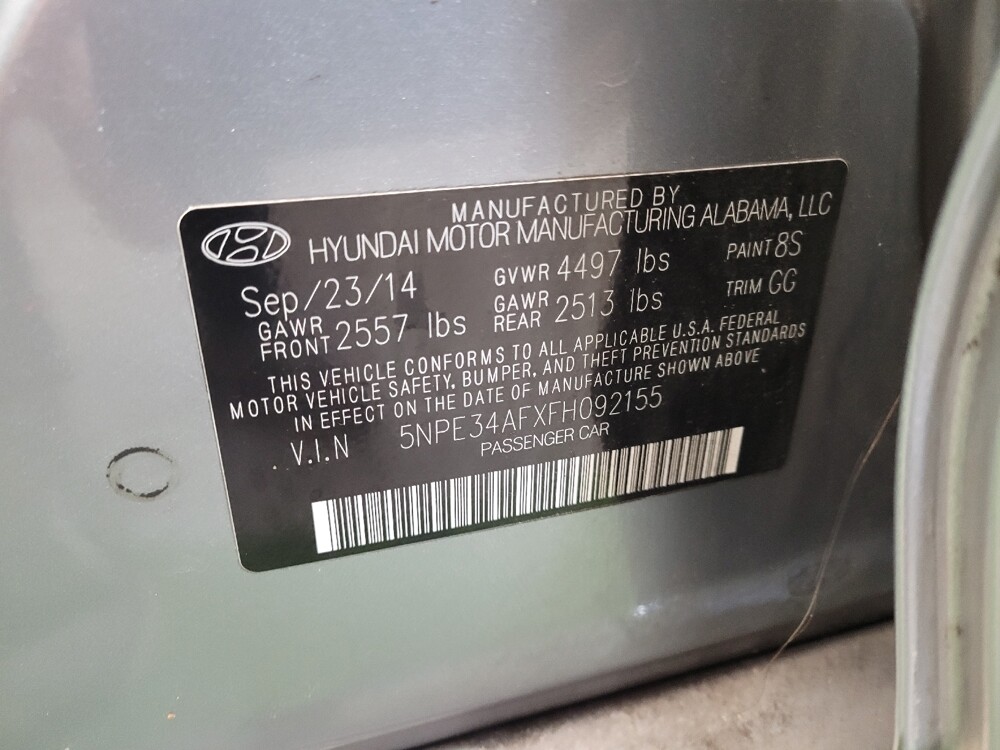 MANUFACTURED BY
HYUNDAI MOTOR MANUFACTURING ALABAMA, LLC
Sep/23/14 GVWR 4497 lbs PAINT 8S
GAWR FRONT 2557 lbs GAWR REAR 2513 lbs TRIM GG
THIS VEHICLE CONFORMS TO ALL APPLICABLE U.S.A. FEDERAL
MOTOR VEHICLE SAFETY, BUMPER, AND THEFT PREVENTION STANDARDS
IN EFFECT ON THE DATE OF MANUFACTURE SHOWN ABOVE
V.I.N 5NPE34AFXFH092155
PASSENGER CAR